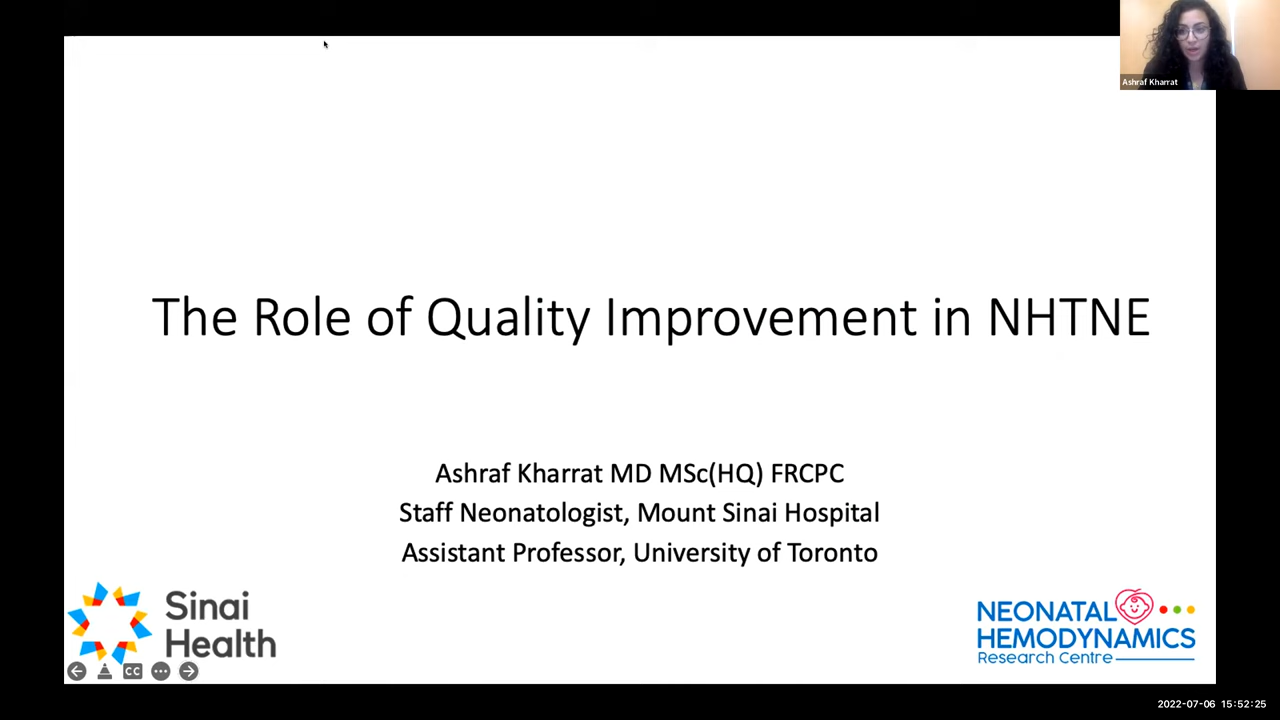 Ashraf Kharrat
The Role of Quality Improvement in NHTNE
Ashraf Kharrat MD MSc(HQ) FRCPC
Staff Neonatologist, Mount Sinai Hospital
Assistant Professor, University of Toronto
Sinai
Health
NEONATAL
HEMODYNAMICS
Research Centre
CC
2022-07-06 15:52:25